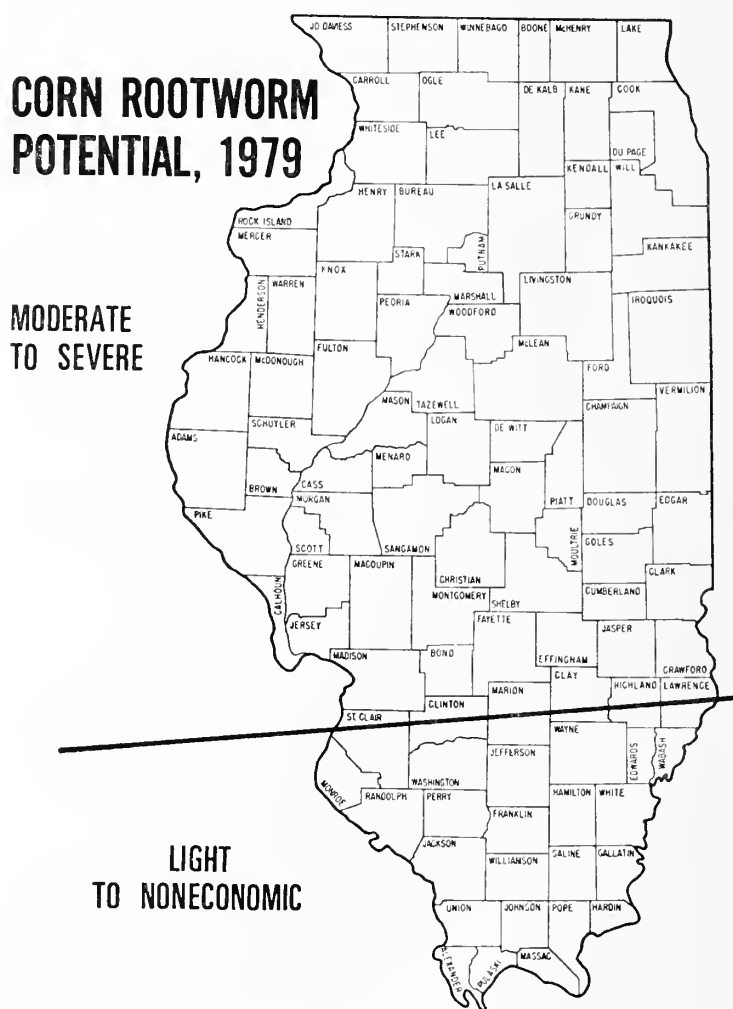 JO DAVIESS STEPHENSON WINNEBAGO BOONE McHENRY LAKE
CORN ROOTWORM
POTENTIAL, 1979
CARROLL OGLE DE KALB KANE COOK
WHITESIDE LEE DU PAGE
KENDALL WILL
HENRY BUREAU LA SALLE
GRUNDY
ROCK ISLAND
MERCER
PUTNAM
KANKAKEE
STARK
KNOX
WARREN
HENDERSON
LIVINGSTON
PEORIA MARSHALL IROQUOIS
WOODFORD
MODERATE
TO SEVERE
HANCOCK McDONOUGH FULTON McLEAN
FORD
VERMILION
MASON TAZEWELL CHAMPAIGN
LOGAN
SCHUYLER DE WITT
ADAMS
MENARD
MACON
BROWN CASS
MORGAN PIATT DOUGLAS EDGAR
PIKE
MOULTRIE
COLES
SCOTT SANGAMON
GREENE MACOUPIN CLARK
CHRISTIAN
CALHOUN
MONTGOMERY CUMBERLAND
SHELBY
JERSEY FAYETTE JASPER
MADISON BOND EFFINGHAM CRAWFORD
CLAY
MARION RICHLAND LAWRENCE
CLINTON
ST. CLAIR
WAYNE
JEFFERSON
EDWARDS
WABASH
WASHINGTON
MONROE
RANDOLPH PERRY HAMILTON WHITE
FRANKLIN
JACKSON
LIGHT
TO NONECONOMIC
WILLIAMSON SALINE GALLATIN
UNION JOHNSON POPE HARDIN
ALEXANDER
PULASKI
MASSAC